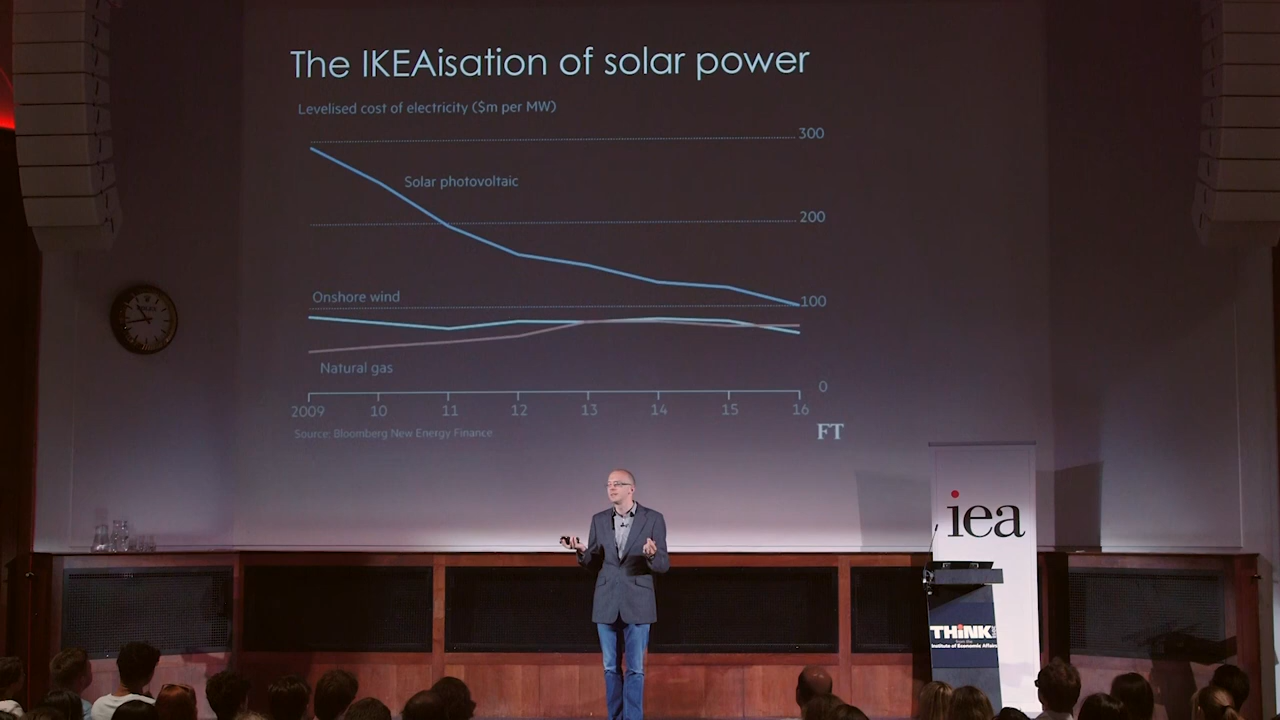 The IKEAisation of solar power
Levelised cost of electricity ($m per MW)
300
Solar photovoltaic
200
Onshore wind
100
Natural gas
0
2009 10 11 12 13 14 15 16
Source: Bloomberg New Energy Finance
FT
iea
THiNK
from the
Institute of Economic Affairs